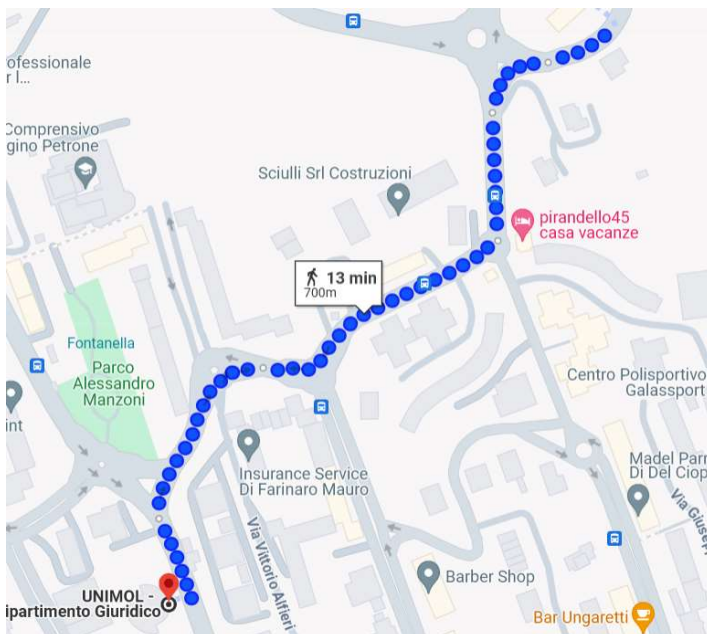 ofessionale
r l...
Comprensivo
gino Petrone
Sciulli Srl Costruzioni
pirandello45
casa vacanze
13 min
700m
Fontanella
Parco
Alessandro
Manzoni
Centro Polisportivo
Galassport
int
Insurance Service
Di Farinaro Mauro
Madel Parr
Di Del Ciop
Via Giusepp
Via Vittorio Alfieri
UNIMOL -
ipartimento Giuridico
Barber Shop
Bar Ungaretti